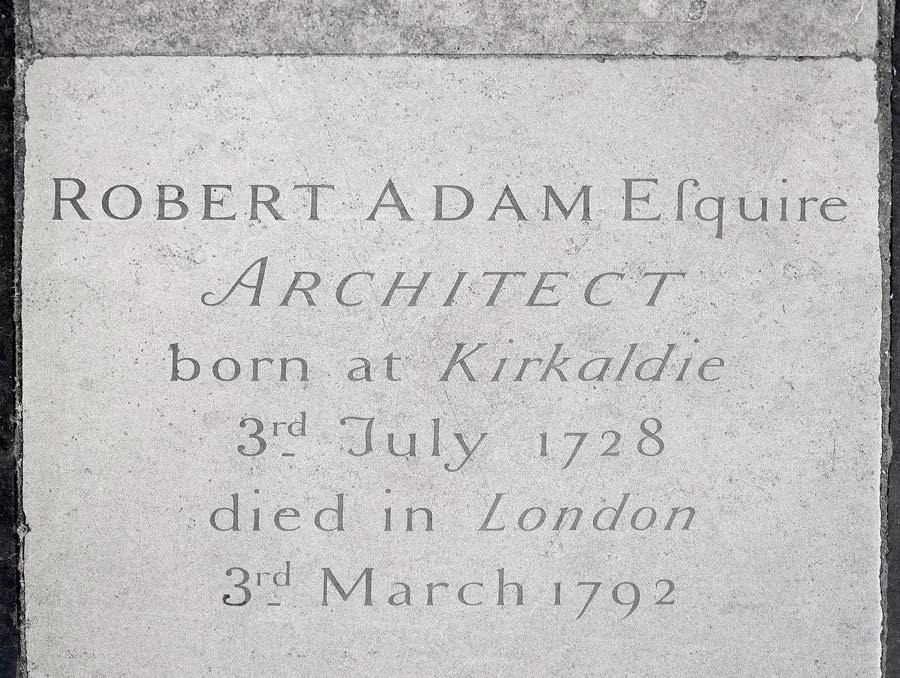 ROBERT ADAM Eſquire
ARCHITECT
born at Kirkaldie
3rd July 1728
died in London
3rd March 1792